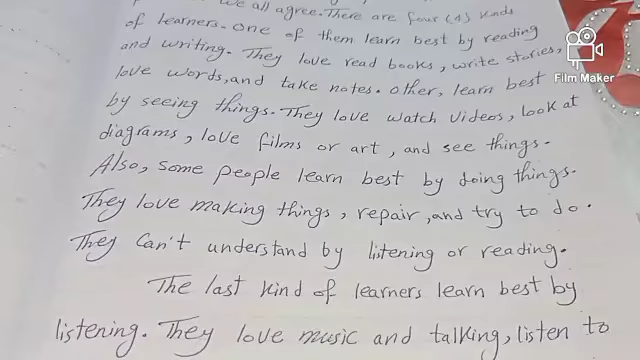 we all agree. There are four (4) kinds
of learners. One of them learn best by reading
and writing. They love read books, write stories,
love words, and take notes. Other, learn best
by seeing things. They love watch videos, look at
diagrams, love films or art, and see things.
Also, some people learn best by doing things.
They love making things, repair, and try to do.
They can't understand by listening or reading.
The last kind of learners learn best by
listening. They love music and talking, listen to
Film Maker